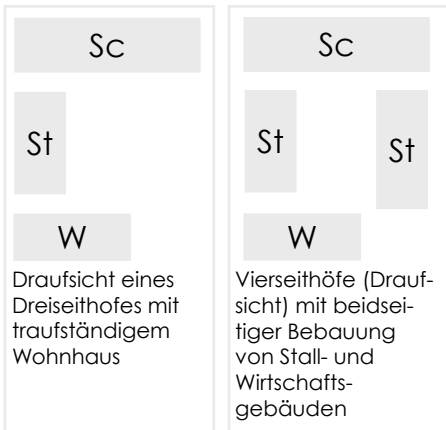 Sc
St
W
Draufsicht eines
Dreiseithofes mit
traufständigem
Wohnhaus
Sc
St
St
W
Vierseithöfe (Drauf-
sicht) mit beidsei-
tiger Bebauung
von Stall- und
Wirtschafts-
gebäuden